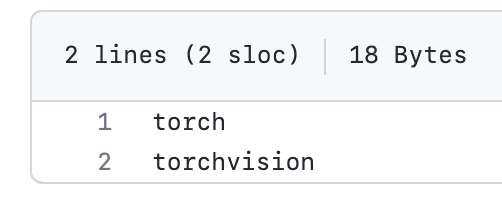 2 lines (2 sloc) 18 Bytes
1 torch
2 torchvision